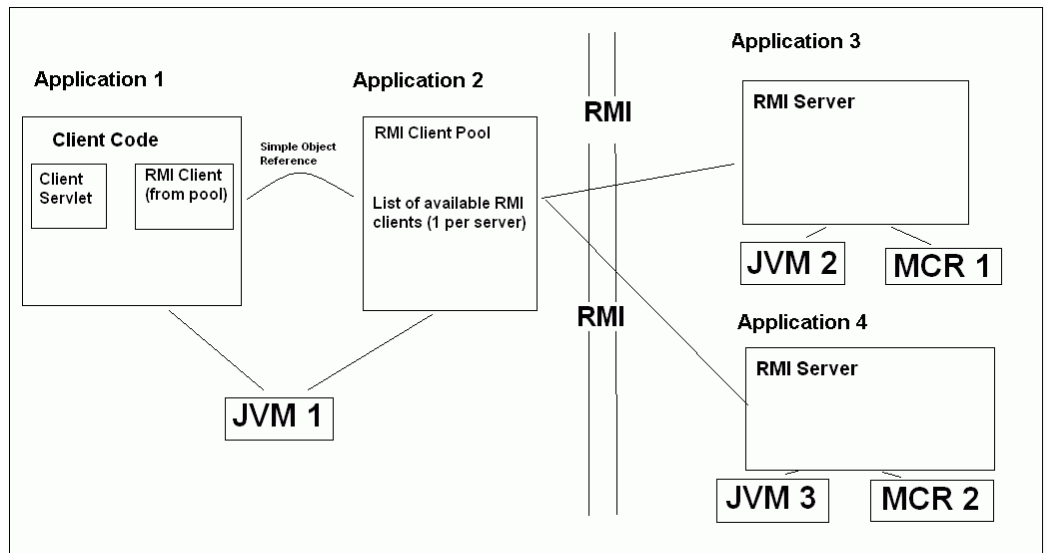 Application 1
Client Code
Client
Servlet
RMI Client
(from pool)
Simple Object
Reference
Application 2
RMI Client Pool
List of available RMI
clients (1 per server)
JVM 1
RMI
RMI
Application 3
RMI Server
JVM 2
MCR 1
Application 4
RMI Server
JVM 3
MCR 2